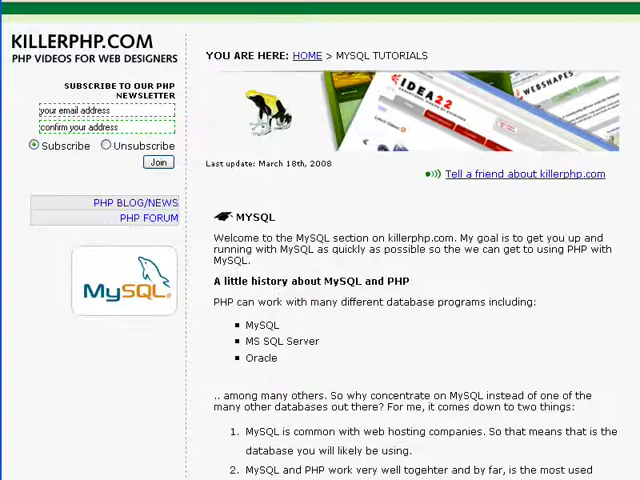 KILLERPHP.COM
PHP VIDEOS FOR WEB DESIGNERS
SUBSCRIBE TO OUR PHP
NEWSLETTER
your email address
confirm your address
Subscribe Unsubscribe
Join
PHP BLOG/NEWS
PHP FORUM
MySQL
YOU ARE HERE: HOME > MYSQL TUTORIALS
IDEA22
WEBSHAPES
Last update: March 18th, 2008
Tell a friend about killerphp.com
MYSQL
Welcome to the MySQL section on killerphp.com. My goal is to get you up and
running with MySQL as quickly as possible so the we can get to using PHP with
MySQL.
A little history about MySQL and PHP
PHP can work with many different database programs including:
MySQL
MS SQL Server
Oracle
.. among many others. So why concentrate on MySQL instead of one of the
many other databases out there? For me, it comes down to two things:
1. MySQL is common with web hosting companies. So that means that is the
database you will likely be using.
2. MySQL and PHP work very well togehter and by far, is the most used